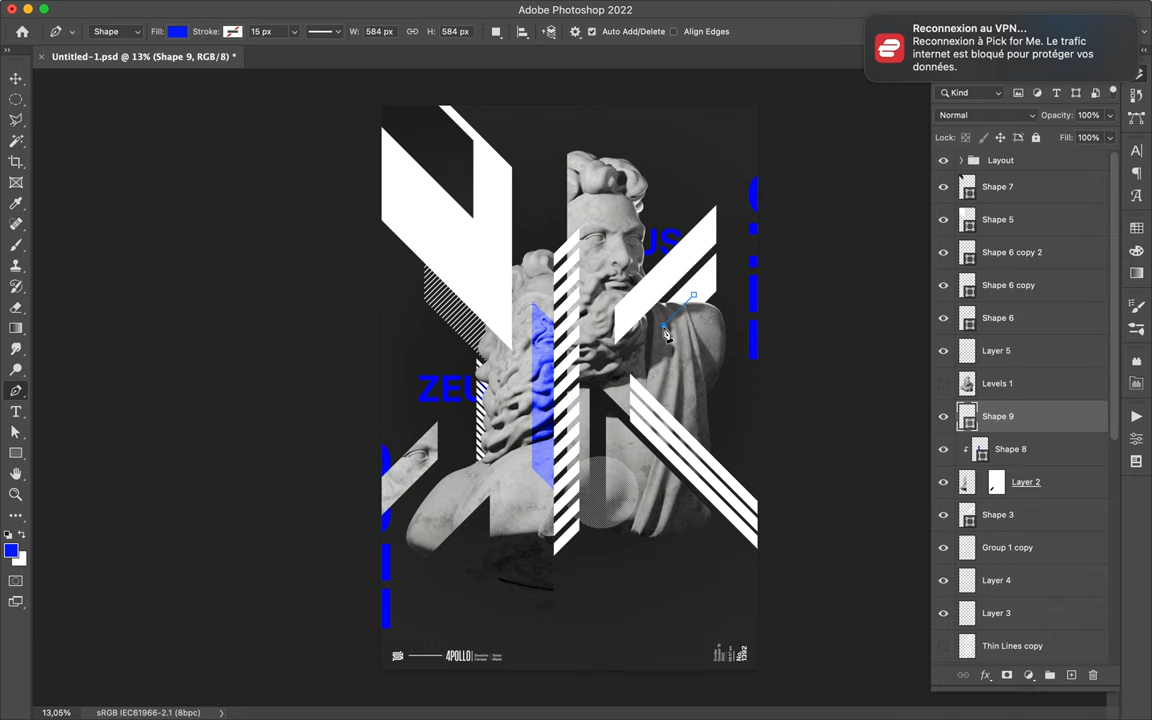 Adobe Photoshop 2022
Shape
Fill:
Stroke:
15 px
W: 584 px
H: 584 px
Auto Add/Delete
Align Edges
Reconnexion au VPN...
Reconnexion à Pick for Me. Le trafic
internet est bloqué pour protéger vos
données.
Untitled-1.psd @ 13% (Shape 9, RGB/8) *
Kind
Normal
Opacity: 100%
Lock:
Fill: 100%
Layout
Shape 7
Shape 5
Shape 6 copy 2
Shape 6 copy
Shape 6
Layer 5
Levels 1
Shape 9
Shape 8
Layer 2
Shape 3
Group 1 copy
Layer 4
Layer 3
Thin Lines copy
US
ZEU
4POLLO
No. 1392
13,05%
sRGB IEC61966-2.1 (8bpc)